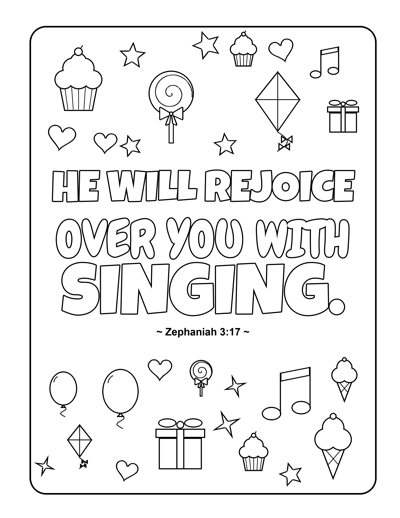 HE WILL REJOICE
OVER YOU WITH
SINGING.
~ Zephaniah 3:17 ~